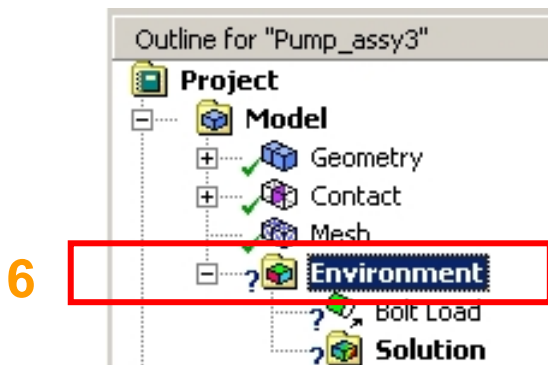 Outline for "Pump_assy3"
Project
Model
Geometry
Contact
Mesh
6
Environment
Bolt Load
Solution